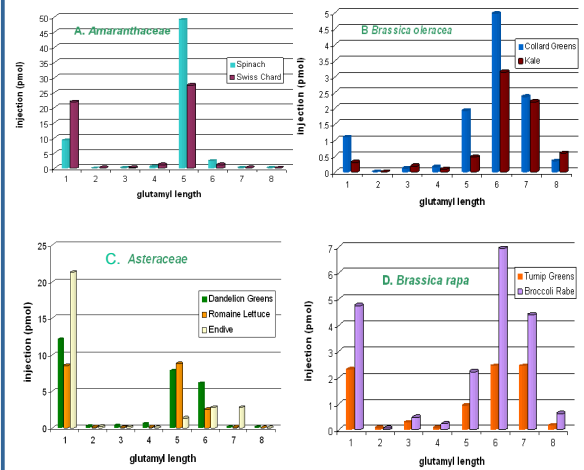 A. Amaranthaceae
injection (pmol)
50
45
40
35
30
25
20
15
10
5
0
Spinach
Swiss Chard
1 2 3 4 5 6 7 8
glutamyl length
B Brassica oleracea
injection (pmol)
5
4.5
4
3.5
3
2.5
2
1.5
1
0.5
0
Collard Greens
Kale
1 2 3 4 5 6 7 8
glutamyl length
C. Asteraceae
injection (pmol)
25
20
15
10
5
0
Dandelion Greens
Romaine Lettuce
Endive
1 2 3 4 5 6 7 8
glutamyl length
D. Brassica rapa
injection (pmol)
7
6
5
4
3
2
1
0
Turnip Greens
Broccoli Rabe
1 2 3 4 5 6 7 8
glutamyl length